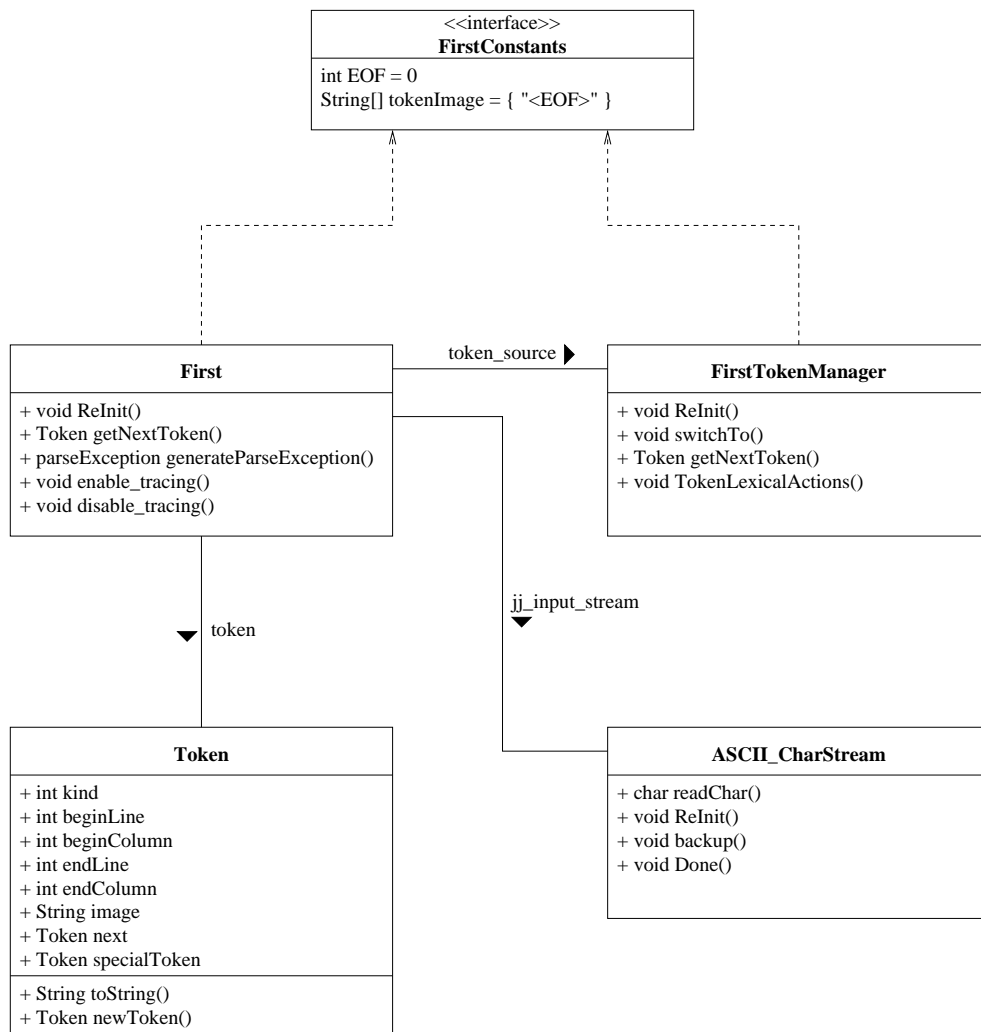 <<interface>>
FirstConstants
int EOF = 0
String[] tokenImage = { "<EOF>" }
token_source
First
+ void ReInit()
+ Token getNextToken()
+ parseException generateParseException()
+ void enable_tracing()
+ void disable_tracing()
FirstTokenManager
+ void ReInit()
+ void switchTo()
+ Token getNextToken()
+ void TokenLexicalActions()
jj_input_stream
token
Token
+ int kind
+ int beginLine
+ int beginColumn
+ int endLine
+ int endColumn
+ String image
+ Token next
+ Token specialToken
+ String toString()
+ Token newToken()
ASCII_CharStream
+ char readChar()
+ void ReInit()
+ void backup()
+ void Done()